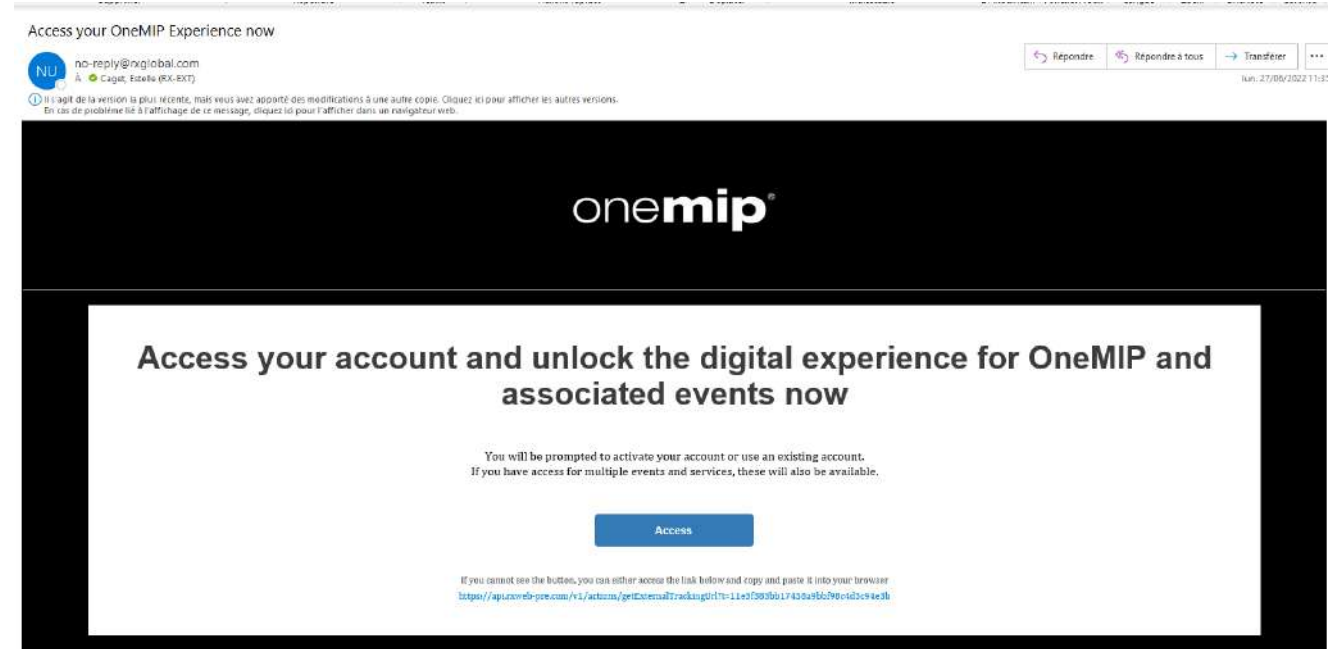 Access your OneMIP Experience now
NU
no-reply@rxglobal.com
À Caget, Estelle (RX-EXT)
Répondre
Répondre à tous
Transférer
lun. 27/06/2022 11:35
Il s'agit de la version la plus récente, mais vous avez apporté des modifications à une autre copie. Cliquez ici pour afficher les autres versions.
En cas de problème lié à l'affichage de ce message, cliquez ici pour l'afficher dans un navigateur web.
onemip®
Access your account and unlock the digital experience for OneMIP and
associated events now
You will be prompted to activate your account or use an existing account.
If you have access for multiple events and services, these will also be available.
Access
If you cannot see the button, you can either access the link below and copy and paste it into your browser